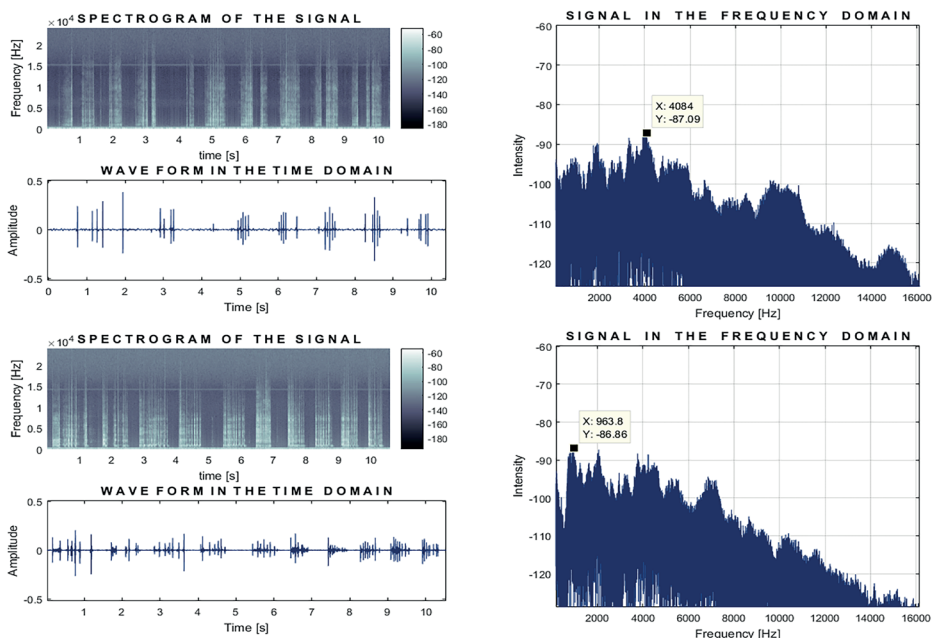 SPECTROGRAM OF THE SIGNAL
× 10⁴
Frequency [Hz]
2
1.5
1
0.5
0
1 2 3 4 5 6 7 8 9 10
time [s]
-60
-80
-100
-120
-140
-160
-180
WAVE FORM IN THE TIME DOMAIN
Amplitude
0.5
0
-0.5
0 1 2 3 4 5 6 7 8 9 10
Time [s]
SIGNAL IN THE FREQUENCY DOMAIN
Intensity
-60
-70
-80
-90
-100
-110
-120
X: 4084
Y: -87.09
2000 4000 6000 8000 10000 12000 14000 16000
Frequency [Hz]
SPECTROGRAM OF THE SIGNAL
× 10⁴
Frequency [Hz]
2
1.5
1
0.5
0
1 2 3 4 5 6 7 8 9 10
time [s]
-60
-80
-100
-120
-140
-160
-180
WAVE FORM IN THE TIME DOMAIN
Amplitude
0.5
0
-0.5
1 2 3 4 5 6 7 8 9 10
Time [s]
SIGNAL IN THE FREQUENCY DOMAIN
Intensity
-60
-70
-80
-90
-100
-110
-120
X: 963.8
Y: -86.86
2000 4000 6000 8000 10000 12000 14000 16000
Frequency [Hz]